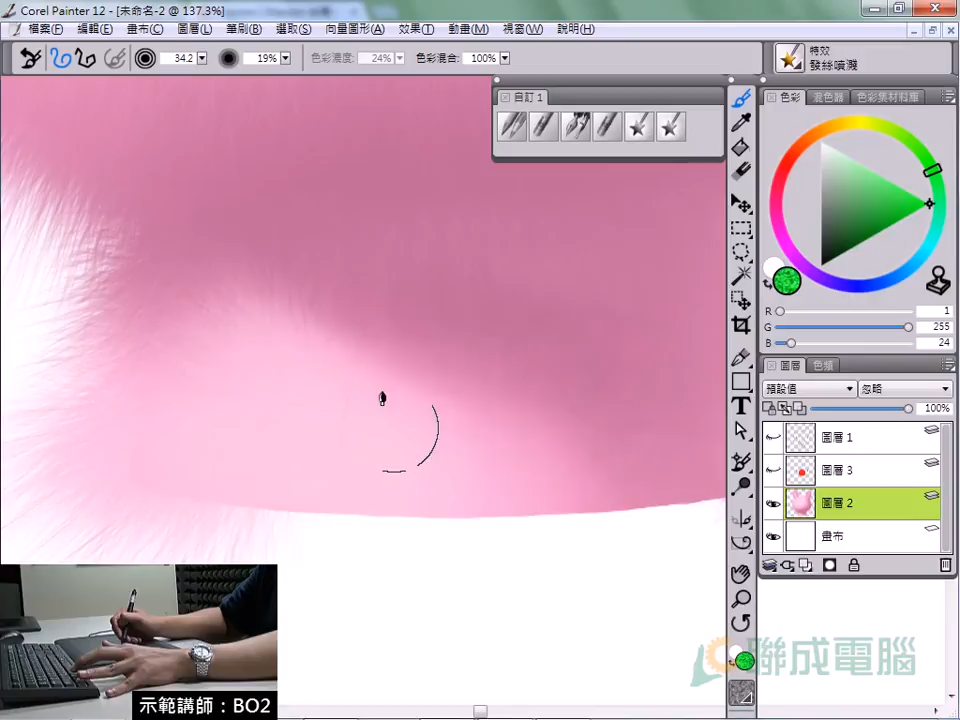 Corel Painter 12 - [未命名-2 @ 137.3%]
檔案(F) 編輯(E) 畫布(C) 圖層(L) 筆刷(B) 選取(S) 向量圖形(A) 效果(T) 動畫(M) 視窗(W) 說明(H)
34.2 19% 色彩濃度: 24% 色彩混合: 100%
特效
發絲噴濺
自訂 1
色彩 混色器 色彩集材料庫
R 1
G 255
B 24
圖層 色頻
預設值 忽略
100%
圖層 1
圖層 3
圖層 2
畫布
T
聯成電腦
示範講師：BO2